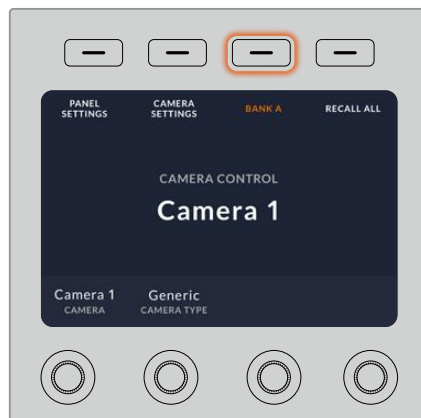 PANEL
SETTINGS
CAMERA
SETTINGS
BANK A
RECALL ALL
CAMERA CONTROL
Camera 1
Camera 1
CAMERA
Generic
CAMERA TYPE